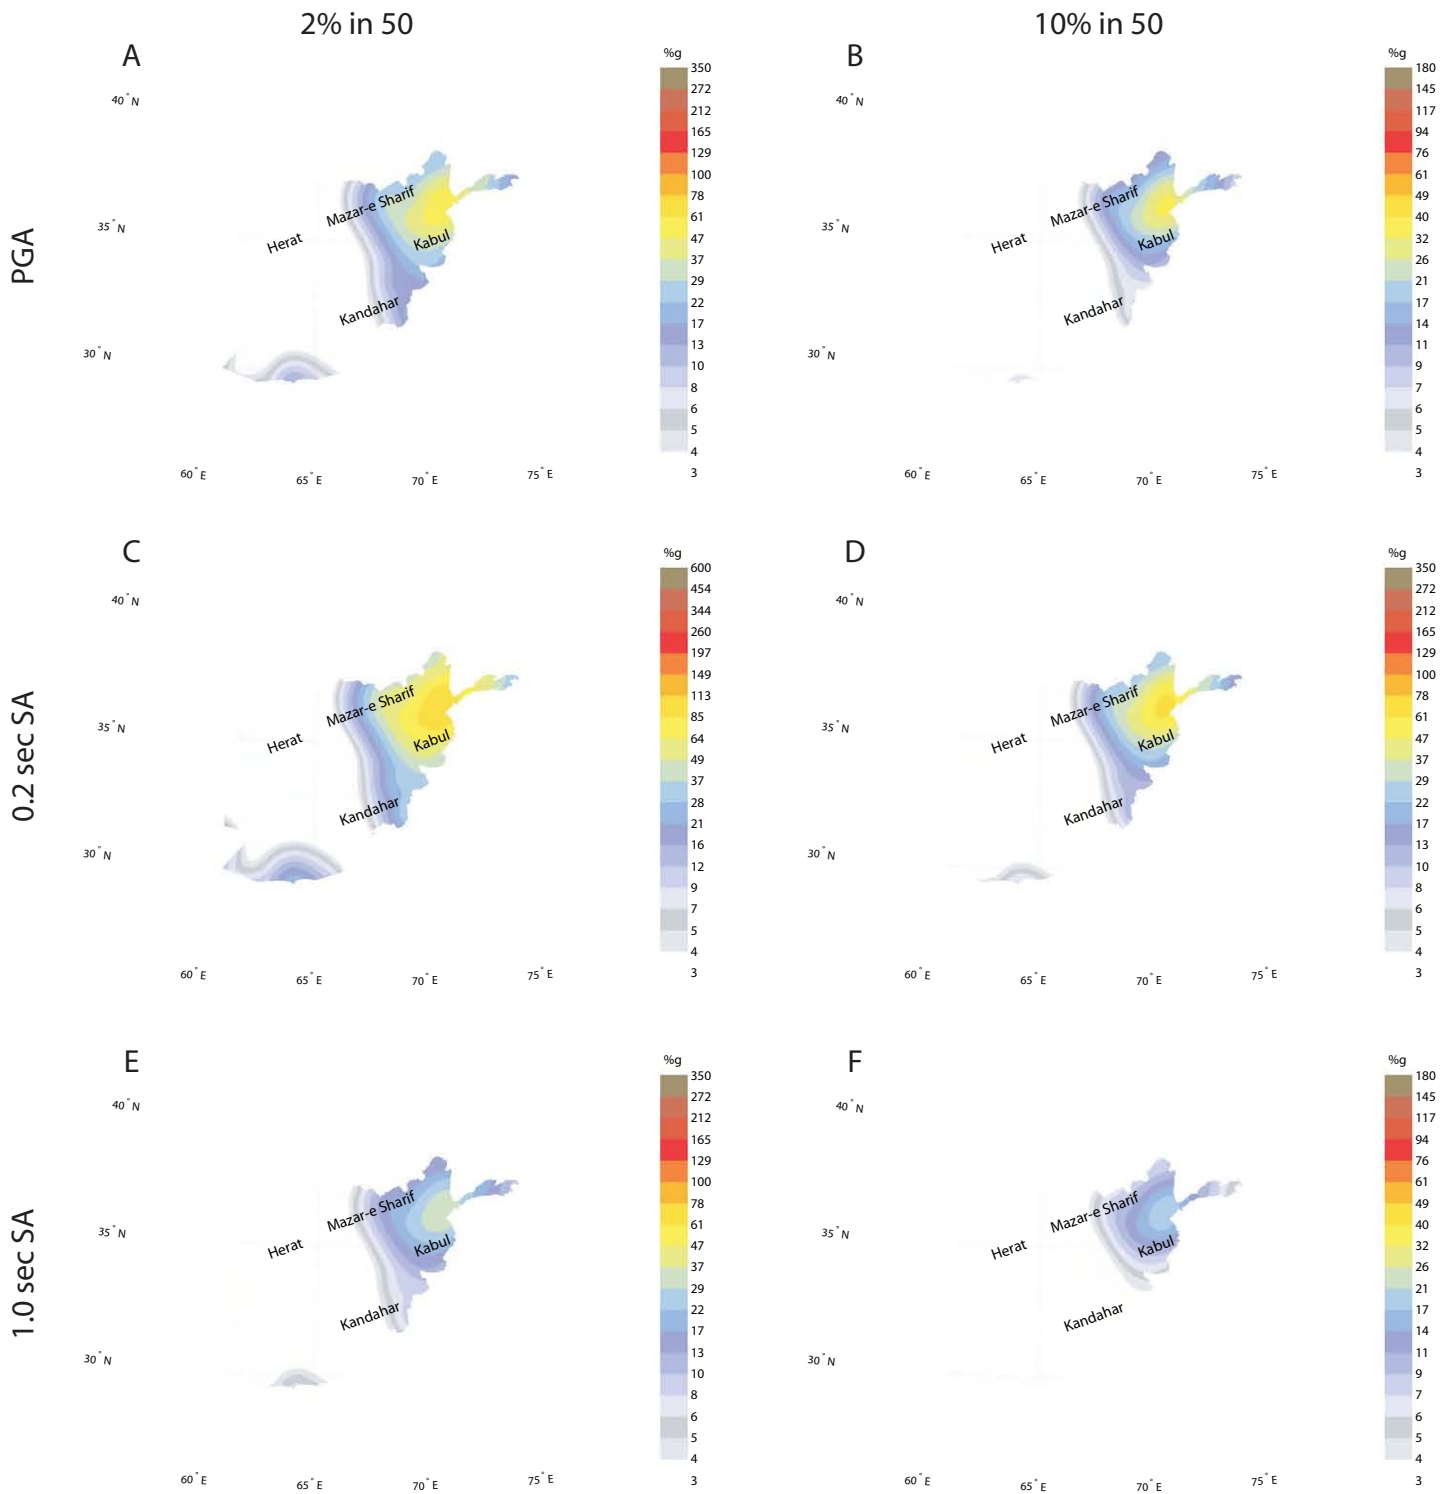 2% in 50
10% in 50
PGA
A
%g
350
272
212
165
129
100
78
61
47
37
29
22
17
13
10
8
6
5
4
3
40° N
35° N
30° N
60° E
65° E
70° E
75° E
Mazar-e Sharif
Herat
Kabul
Kandahar
B
%g
180
145
117
94
76
61
49
40
32
26
21
17
14
11
9
7
6
5
4
3
40° N
35° N
30° N
60° E
65° E
70° E
75° E
Mazar-e Sharif
Herat
Kabul
Kandahar
0.2 sec SA
C
%g
600
454
344
260
197
149
113
85
64
49
37
28
21
16
12
9
7
5
4
3
40° N
35° N
30° N
60° E
65° E
70° E
75° E
Mazar-e Sharif
Herat
Kabul
Kandahar
D
%g
350
272
212
165
129
100
78
61
47
37
29
22
17
13
10
8
6
5
4
3
40° N
35° N
30° N
60° E
65° E
70° E
75° E
Mazar-e Sharif
Herat
Kabul
Kandahar
1.0 sec SA
E
%g
350
272
212
165
129
100
78
61
47
37
29
22
17
13
10
8
6
5
4
3
40° N
35° N
30° N
60° E
65° E
70° E
75° E
Mazar-e Sharif
Herat
Kabul
Kandahar
F
%g
180
145
117
94
76
61
49
40
32
26
21
17
14
11
9
7
6
5
4
3
40° N
35° N
30° N
60° E
65° E
70° E
75° E
Mazar-e Sharif
Herat
Kabul
Kandahar